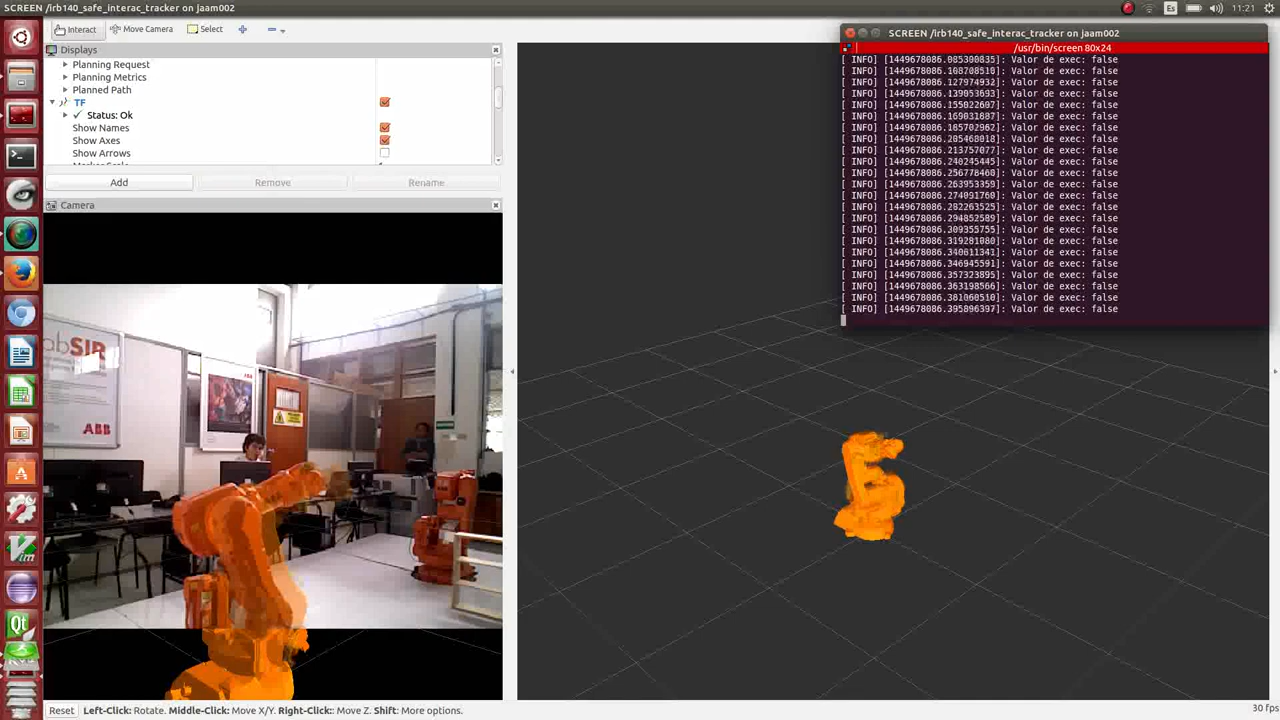 SCREEN /irb140_safe_interac_tracker on jaam002
Es
11:21
Interact
Move Camera
Select
Displays
Planning Request
Planning Metrics
Planned Path
TF
Status: Ok
Show Names
Show Axes
Show Arrows
Add
Remove
Rename
Camera
ABB
SCREEN /irb140_safe_interac_tracker on jaam002
/usr/bin/screen 80x24
[ INFO] [1449678086.085300835]: Valor de exec: false
[ INFO] [1449678086.108708510]: Valor de exec: false
[ INFO] [1449678086.127974932]: Valor de exec: false
[ INFO] [1449678086.139053693]: Valor de exec: false
[ INFO] [1449678086.155022607]: Valor de exec: false
[ INFO] [1449678086.169031887]: Valor de exec: false
[ INFO] [1449678086.185702962]: Valor de exec: false
[ INFO] [1449678086.205468018]: Valor de exec: false
[ INFO] [1449678086.213757077]: Valor de exec: false
[ INFO] [1449678086.240245445]: Valor de exec: false
[ INFO] [1449678086.256778460]: Valor de exec: false
[ INFO] [1449678086.263953359]: Valor de exec: false
[ INFO] [1449678086.274091760]: Valor de exec: false
[ INFO] [1449678086.282263525]: Valor de exec: false
[ INFO] [1449678086.294852589]: Valor de exec: false
[ INFO] [1449678086.309355755]: Valor de exec: false
[ INFO] [1449678086.319281080]: Valor de exec: false
[ INFO] [1449678086.340611341]: Valor de exec: false
[ INFO] [1449678086.346945591]: Valor de exec: false
[ INFO] [1449678086.357323895]: Valor de exec: false
[ INFO] [1449678086.363198566]: Valor de exec: false
[ INFO] [1449678086.381060510]: Valor de exec: false
[ INFO] [1449678086.395896397]: Valor de exec: false
Reset
Left-Click: Rotate. Middle-Click: Move X/Y. Right-Click:: Move Z. Shift: More options.
30 fps